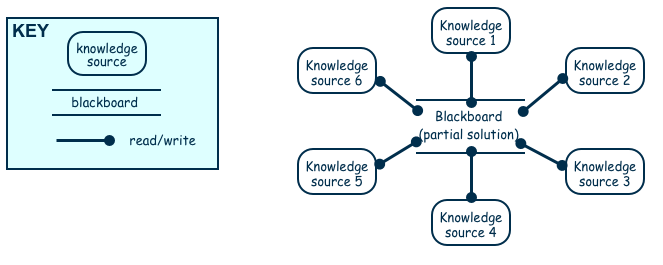 KEY
knowledge
source
blackboard
read/write
Knowledge
source 1
Knowledge
source 6
Knowledge
source 2
Blackboard
(partial solution)
Knowledge
source 5
Knowledge
source 3
Knowledge
source 4